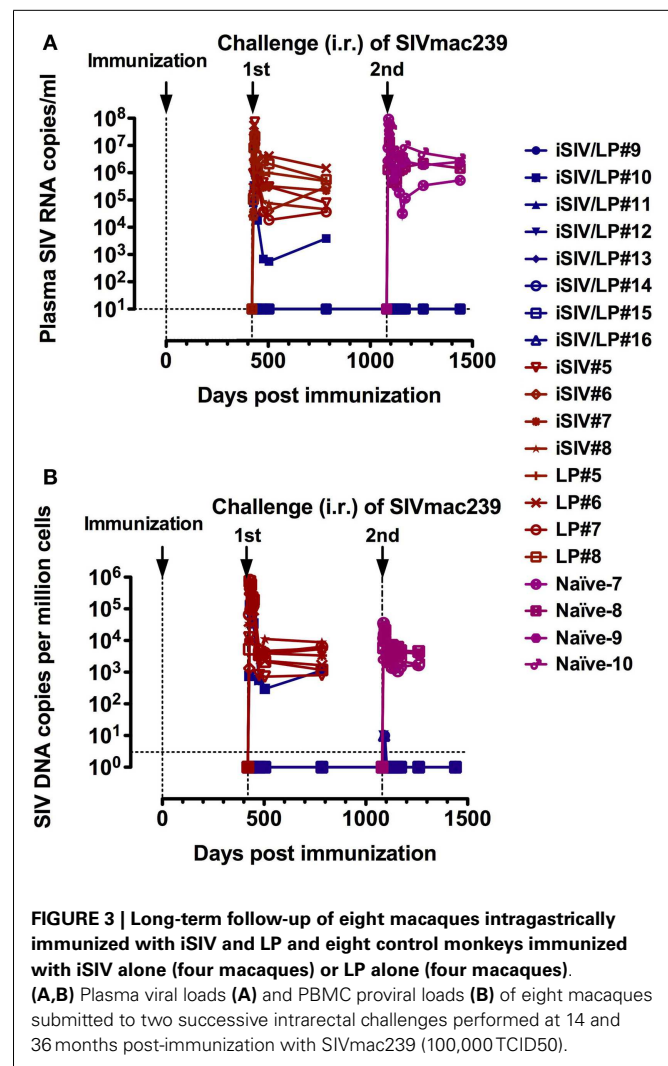 A
Challenge (i.r.) of SIVmac239
Immunization
1st
2nd
Plasma SIV RNA copies/ml
10^8
10^7
10^6
10^5
10^4
10^3
10^2
10^1
0
500
1000
1500
Days post immunization
B
Challenge (i.r.) of SIVmac239
Immunization
1st
2nd
SIV DNA copies per million cells
10^6
10^5
10^4
10^3
10^2
10^1
10^0
0
500
1000
1500
Days post immunization
iSIV/LP#9
iSIV/LP#10
iSIV/LP#11
iSIV/LP#12
iSIV/LP#13
iSIV/LP#14
iSIV/LP#15
iSIV/LP#16
iSIV#5
iSIV#6
iSIV#7
iSIV#8
LP#5
LP#6
LP#7
LP#8
Naïve-7
Naïve-8
Naïve-9
Naïve-10
FIGURE 3 | Long-term follow-up of eight macaques intragastrically
immunized with iSIV and LP and eight control monkeys immunized
with iSIV alone (four macaques) or LP alone (four macaques).
(A,B) Plasma viral loads (A) and PBMC proviral loads (B) of eight macaques
submitted to two successive intrarectal challenges performed at 14 and
36 months post-immunization with SIVmac239 (100,000 TCID50).